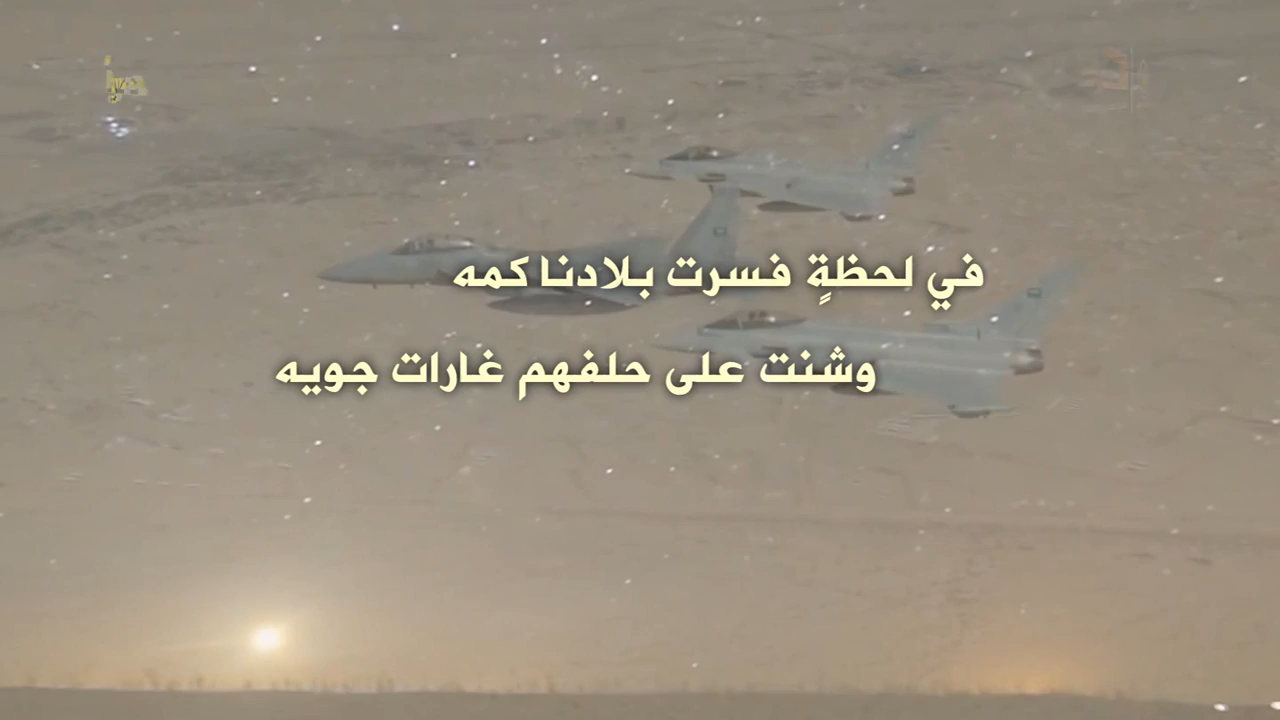 في لحظةٍ فسرت بلادنا كمه
وشنت على حلفهم غارات جويه